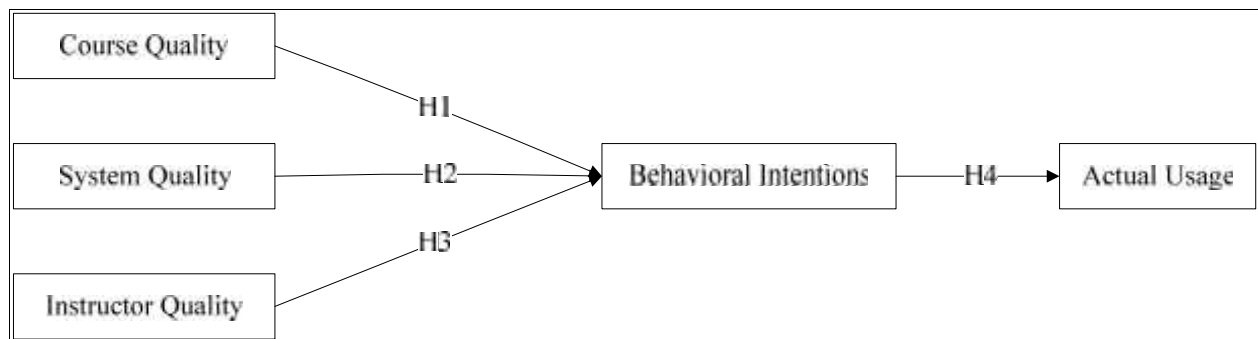 Course Quality
H1
System Quality
H2
Behavioral Intentions
H4
Actual Usage
H3
Instructor Quality